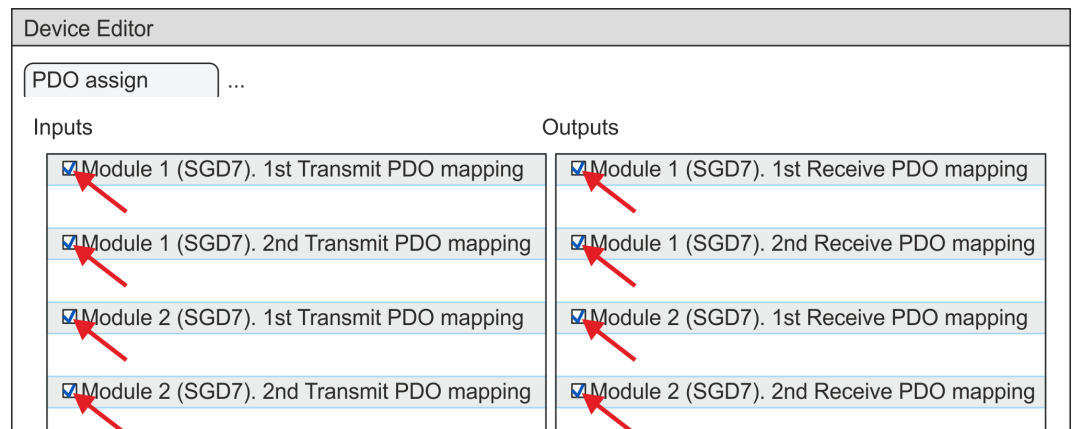 Device Editor
PDO assign ...
Inputs
Module 1 (SGD7). 1st Transmit PDO mapping
Module 1 (SGD7). 2nd Transmit PDO mapping
Module 2 (SGD7). 1st Transmit PDO mapping
Module 2 (SGD7). 2nd Transmit PDO mapping
Outputs
Module 1 (SGD7). 1st Receive PDO mapping
Module 1 (SGD7). 2nd Receive PDO mapping
Module 2 (SGD7). 1st Receive PDO mapping
Module 2 (SGD7). 2nd Receive PDO mapping